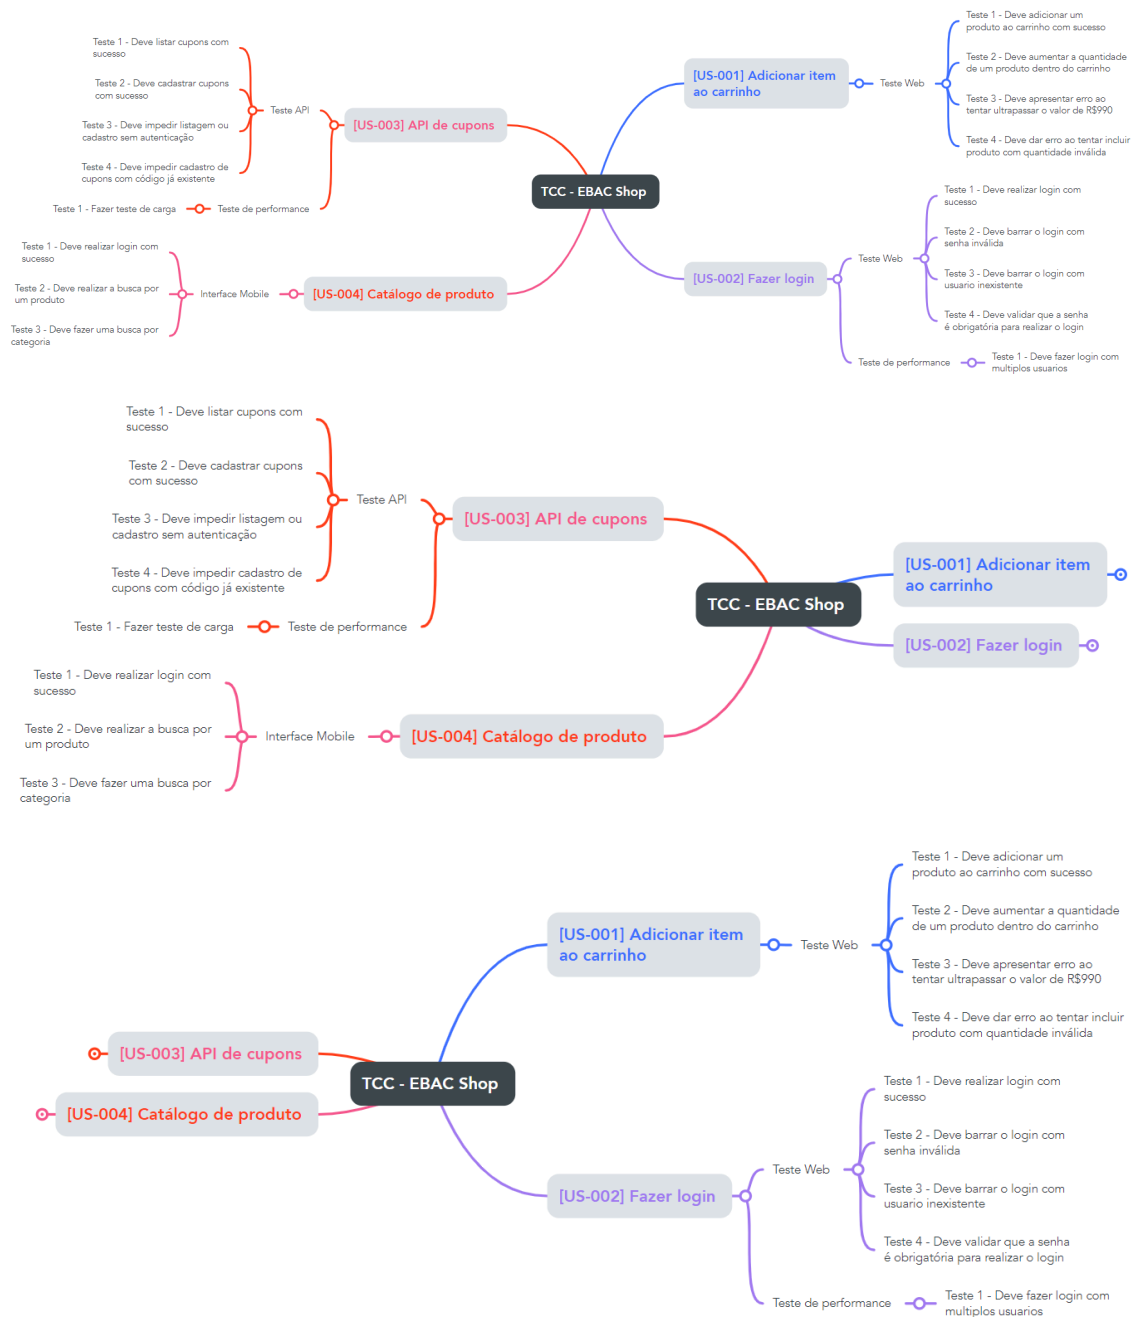 Teste 1 - Deve listar cupons com
sucesso
Teste 2 - Deve cadastrar cupons
com sucesso
Teste 3 - Deve impedir listagem ou
cadastro sem autenticação
Teste 4 - Deve impedir cadastro de
cupons com código já existente
Teste API
Teste 1 - Fazer teste de carga
Teste de performance
[US-003] API de cupons
Teste 1 - Deve realizar login com
sucesso
Teste 2 - Deve realizar a busca por
um produto
Teste 3 - Deve fazer uma busca por
categoria
Interface Mobile
[US-004] Catálogo de produto
TCC - EBAC Shop
[US-001] Adicionar item
ao carrinho
Teste Web
Teste 1 - Deve adicionar um
produto ao carrinho com sucesso
Teste 2 - Deve aumentar a quantidade
de um produto dentro do carrinho
Teste 3 - Deve apresentar erro ao
tentar ultrapassar o valor de R$990
Teste 4 - Deve dar erro ao tentar incluir
produto com quantidade inválida
[US-002] Fazer login
Teste Web
Teste 1 - Deve realizar login com
sucesso
Teste 2 - Deve barrar o login com
senha inválida
Teste 3 - Deve barrar o login com
usuario inexistente
Teste 4 - Deve validar que a senha
é obrigatória para realizar o login
Teste de performance
Teste 1 - Deve fazer login com
multiplos usuarios
Teste 1 - Deve listar cupons com
sucesso
Teste 2 - Deve cadastrar cupons
com sucesso
Teste 3 - Deve impedir listagem ou
cadastro sem autenticação
Teste 4 - Deve impedir cadastro de
cupons com código já existente
Teste API
Teste 1 - Fazer teste de carga
Teste de performance
[US-003] API de cupons
Teste 1 - Deve realizar login com
sucesso
Teste 2 - Deve realizar a busca por
um produto
Teste 3 - Deve fazer uma busca por
categoria
Interface Mobile
[US-004] Catálogo de produto
TCC - EBAC Shop
[US-001] Adicionar item
ao carrinho
[US-002] Fazer login
[US-003] API de cupons
[US-004] Catálogo de produto
TCC - EBAC Shop
[US-001] Adicionar item
ao carrinho
Teste Web
Teste 1 - Deve adicionar um
produto ao carrinho com sucesso
Teste 2 - Deve aumentar a quantidade
de um produto dentro do carrinho
Teste 3 - Deve apresentar erro ao
tentar ultrapassar o valor de R$990
Teste 4 - Deve dar erro ao tentar incluir
produto com quantidade inválida
[US-002] Fazer login
Teste Web
Teste 1 - Deve realizar login com
sucesso
Teste 2 - Deve barrar o login com
senha inválida
Teste 3 - Deve barrar o login com
usuario inexistente
Teste 4 - Deve validar que a senha
é obrigatória para realizar o login
Teste de performance
Teste 1 - Deve fazer login com
multiplos usuarios